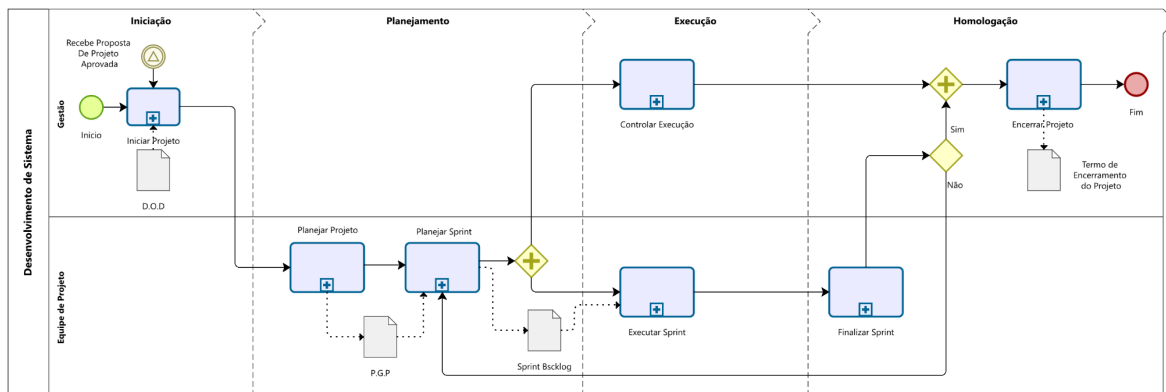 Iniciação
Planejamento
Execução
Homologação
Desenvolvimento de Sistema
Gestão
Recebe Proposta
De Projeto
Aprovada
Início
Iniciar Projeto
D.O.D
Controlar Execução
Sim
Não
Encerrar Projeto
Fim
Termo de
Encerramento
do Projeto
Equipe de Projeto
Planejar Projeto
Planejar Sprint
P.G.P
Sprint Bscklog
Executar Sprint
Finalizar Sprint